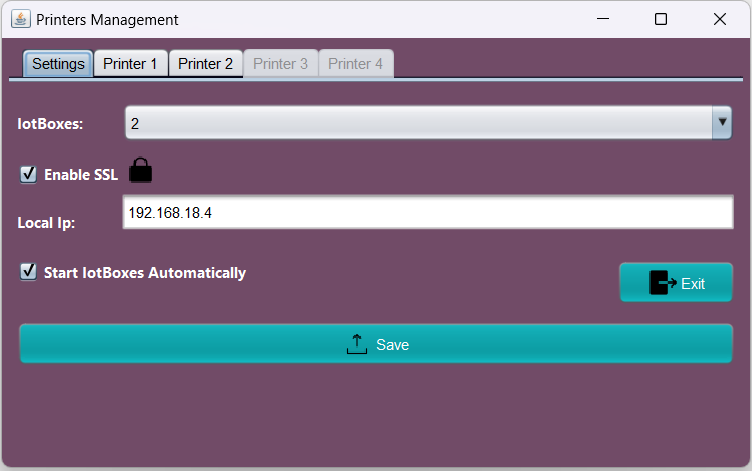 Printers Management
Settings Printer 1 Printer 2 Printer 3 Printer 4
IotBoxes: 2
Enable SSL
Local Ip: 192.168.18.4
Start IotBoxes Automatically
Exit
Save